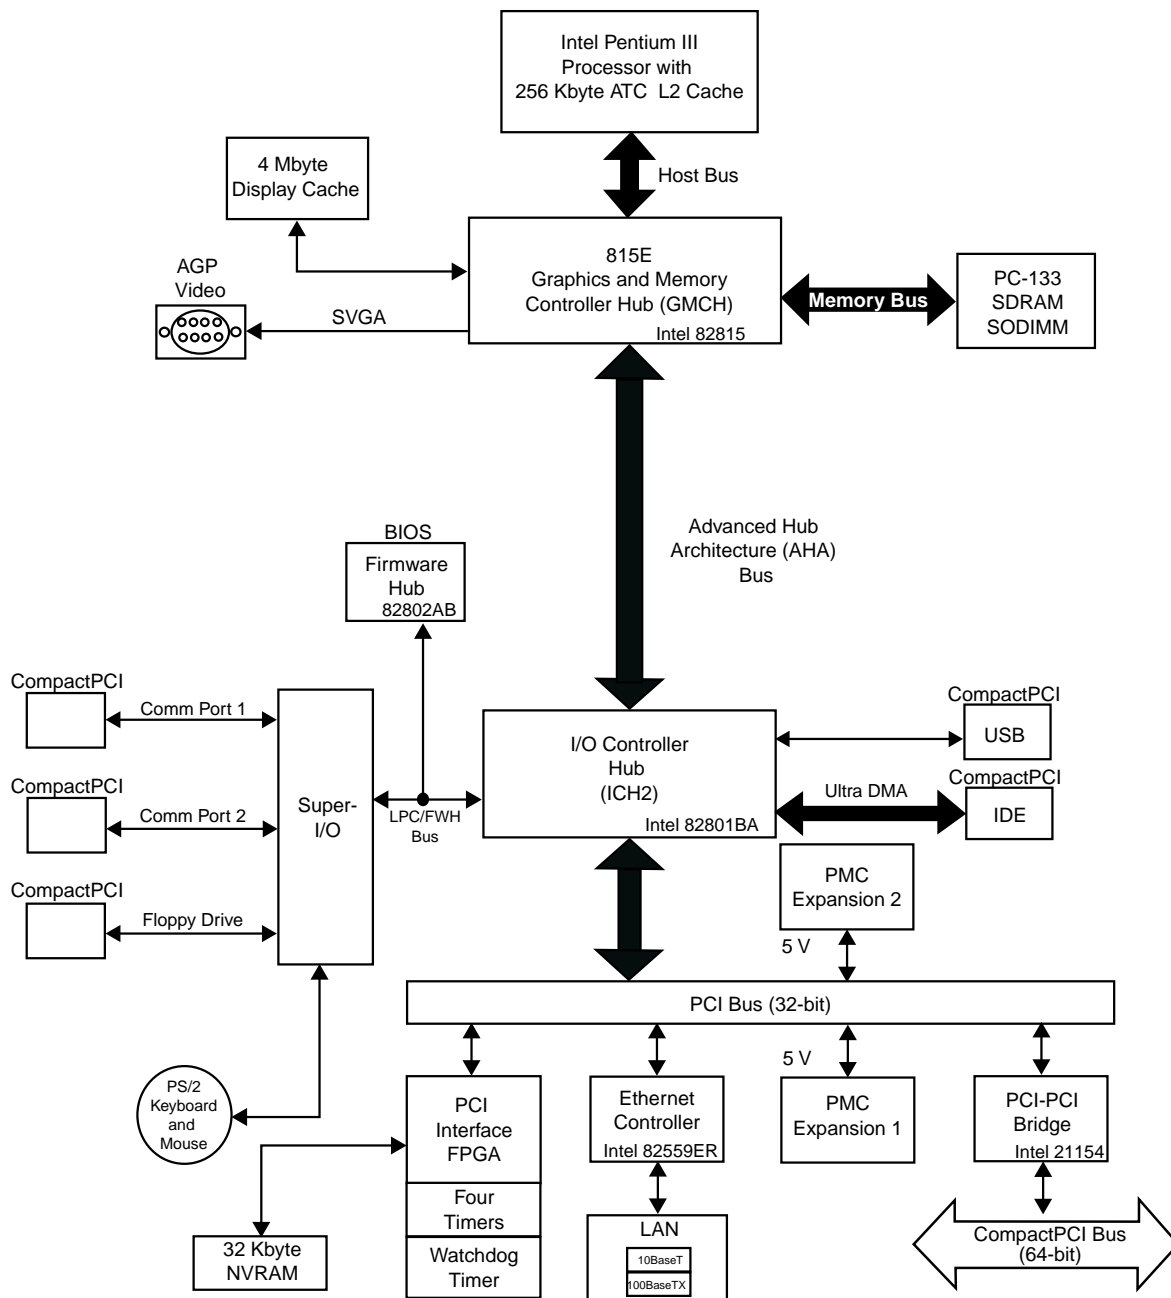 Intel Pentium III
Processor with
256 Kbyte ATC L2 Cache
Host Bus
4 Mbyte
Display Cache
815E
Graphics and Memory
Controller Hub (GMCH)
Intel 82815
Memory Bus
PC-133
SDRAM
SODIMM
AGP
Video
SVGA
Advanced Hub
Architecture (AHA)
Bus
BIOS
Firmware
Hub
82802AB
CompactPCI
Comm Port 1
CompactPCI
Comm Port 2
CompactPCI
Floppy Drive
Super-
I/O
LPC/FWH
Bus
I/O Controller
Hub
(ICH2)
Intel 82801BA
CompactPCI
USB
Ultra DMA
CompactPCI
IDE
PMC
Expansion 2
5 V
PCI Bus (32-bit)
5 V
PS/2
Keyboard
and
Mouse
PCI
Interface
FPGA
Four
Timers
Watchdog
Timer
32 Kbyte
NVRAM
Ethernet
Controller
Intel 82559ER
LAN
10BaseT
100BaseTX
PMC
Expansion 1
PCI-PCI
Bridge
Intel 21154
CompactPCI Bus
(64-bit)